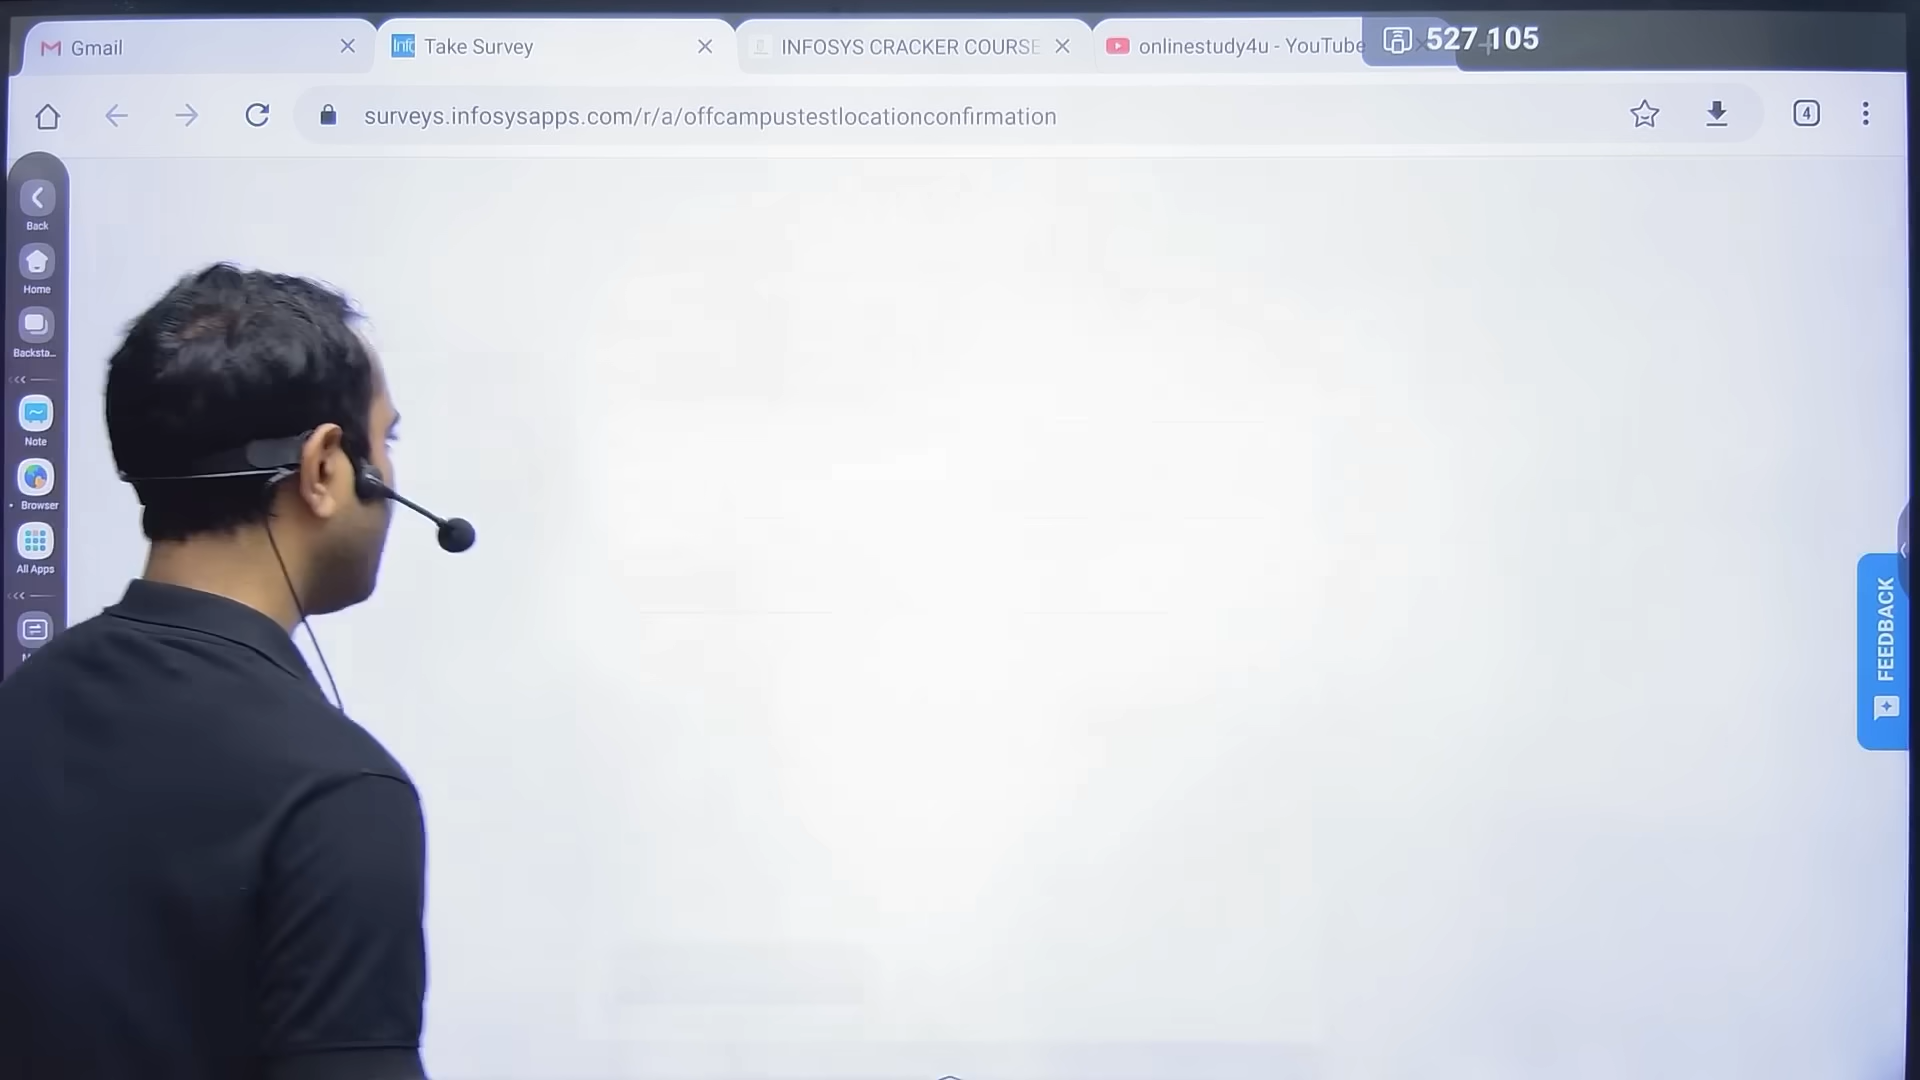 Gmail
Info Take Survey
INFOSYS CRACKER COURSE
onlinestudy4u - YouTube
527 105
surveys.infosysapps.com/r/a/offcampustestlocationconfirmation
4
Back
Home
Backsta...
Note
Browser
All Apps
FEEDBACK